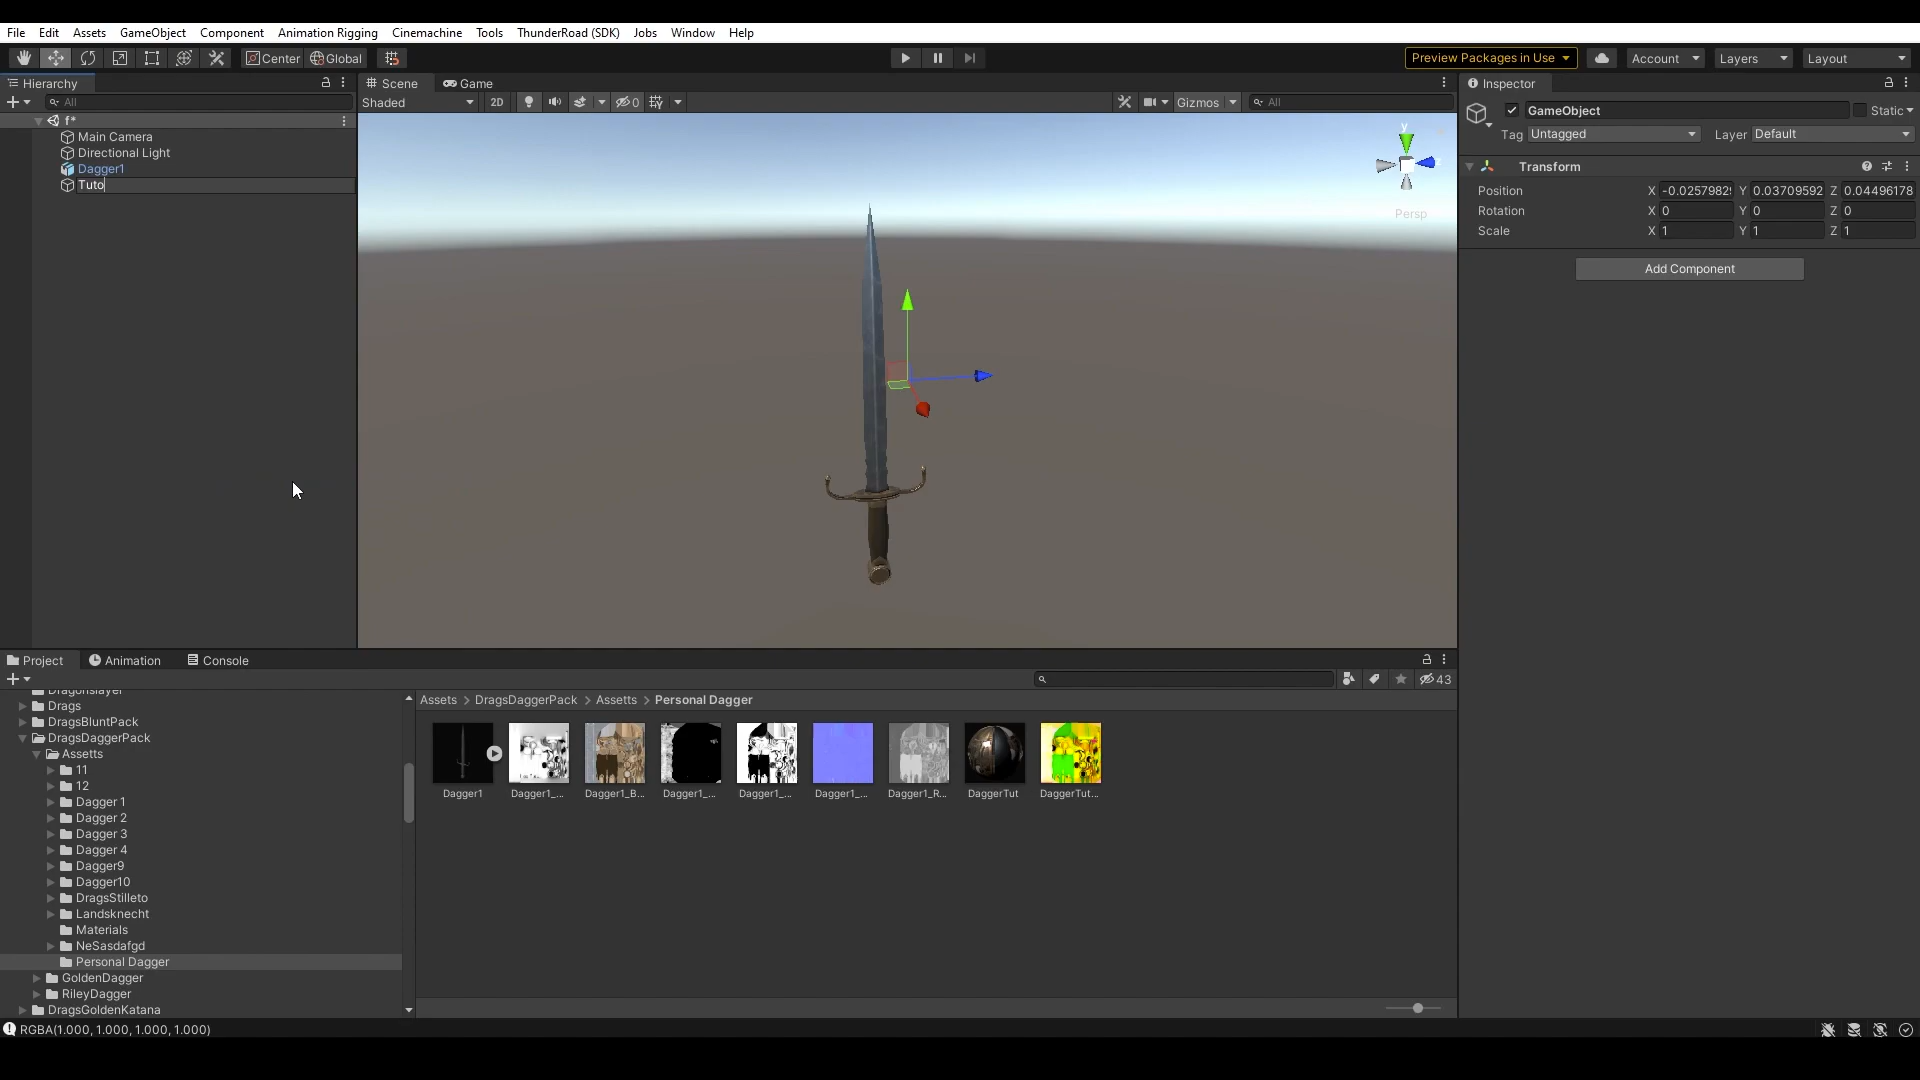 File Edit Assets GameObject Component Animation Rigging Cinemachine Tools ThunderRoad (SDK) Jobs Window Help
Center Global Preview Packages in Use Account Layers Layout
Hierarchy
All
f*
Main Camera
Directional Light
Dagger1
Tuto
Scene Game
Shaded 2D 0 Gizmos All
y
Persp
Inspector
GameObject Static
Tag Untagged Layer Default
Transform
Position X -0.0257982 Y 0.03709592 Z 0.04496178
Rotation X 0 Y 0 Z 0
Scale X 1 Y 1 Z 1
Add Component
Project Animation Console
43
Dragonslayer
Drags
DragsBluntPack
DragsDaggerPack
Assetts
11
12
Dagger 1
Dagger 2
Dagger 3
Dagger 4
Dagger9
Dagger10
DragsStilleto
Landsknecht
Materials
NeSasdafgd
Personal Dagger
GoldenDagger
RileyDagger
DragsGoldenKatana
Assets > DragsDaggerPack > Assetts > Personal Dagger
Dagger1 Dagger1_... Dagger1_B... Dagger1_... Dagger1_... Dagger1_... Dagger1_R... DaggerTut DaggerTut...
RGBA(1.000, 1.000, 1.000, 1.000)